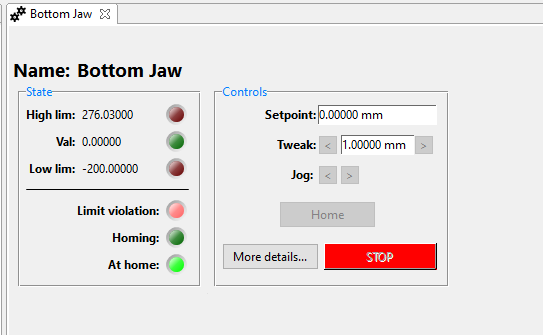 Bottom Jaw
Name: Bottom Jaw
State
High lim: 276.03000
Val: 0.00000
Low lim: -200.00000
Limit violation:
Homing:
At home:
Controls
Setpoint: 0.00000 mm
Tweak: < 1.00000 mm >
Jog: < >
Home
More details... STOP